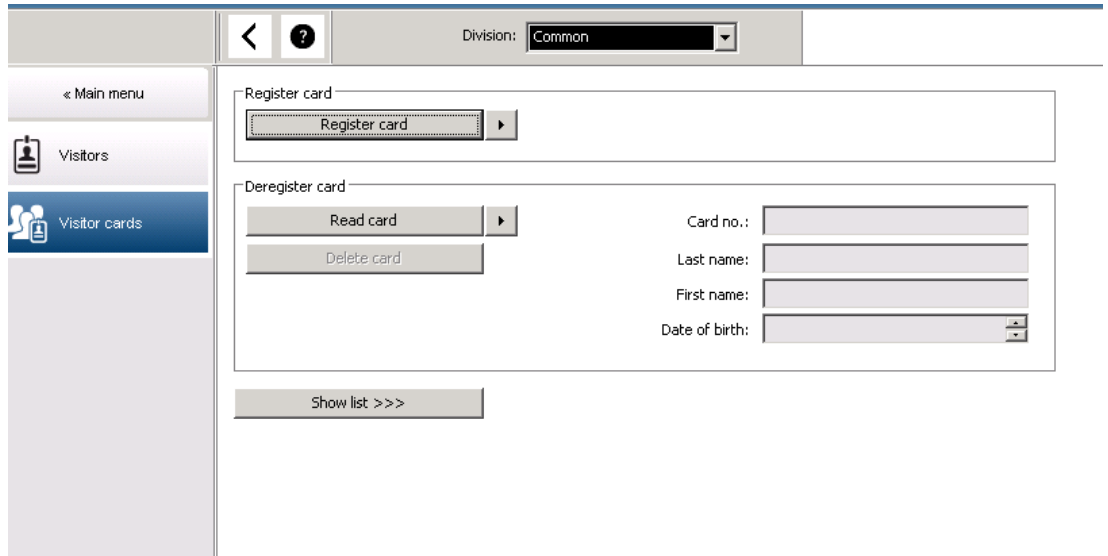 Division: Common
« Main menu
Visitors
Visitor cards
Register card
Register card
Deregister card
Read card
Delete card
Card no.:
Last name:
First name:
Date of birth:
Show list >>>